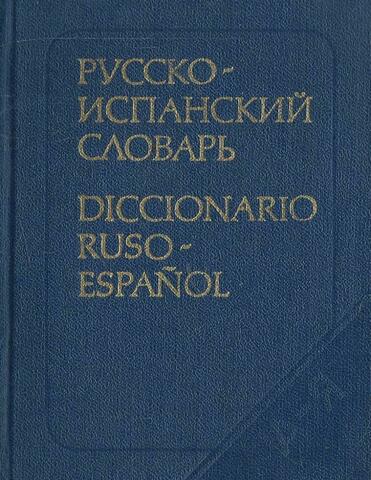 РУССКО-
ИСПАНСКИЙ
СЛОВАРЬ
DICCIONARIO
RUSO-
ESPAÑOL